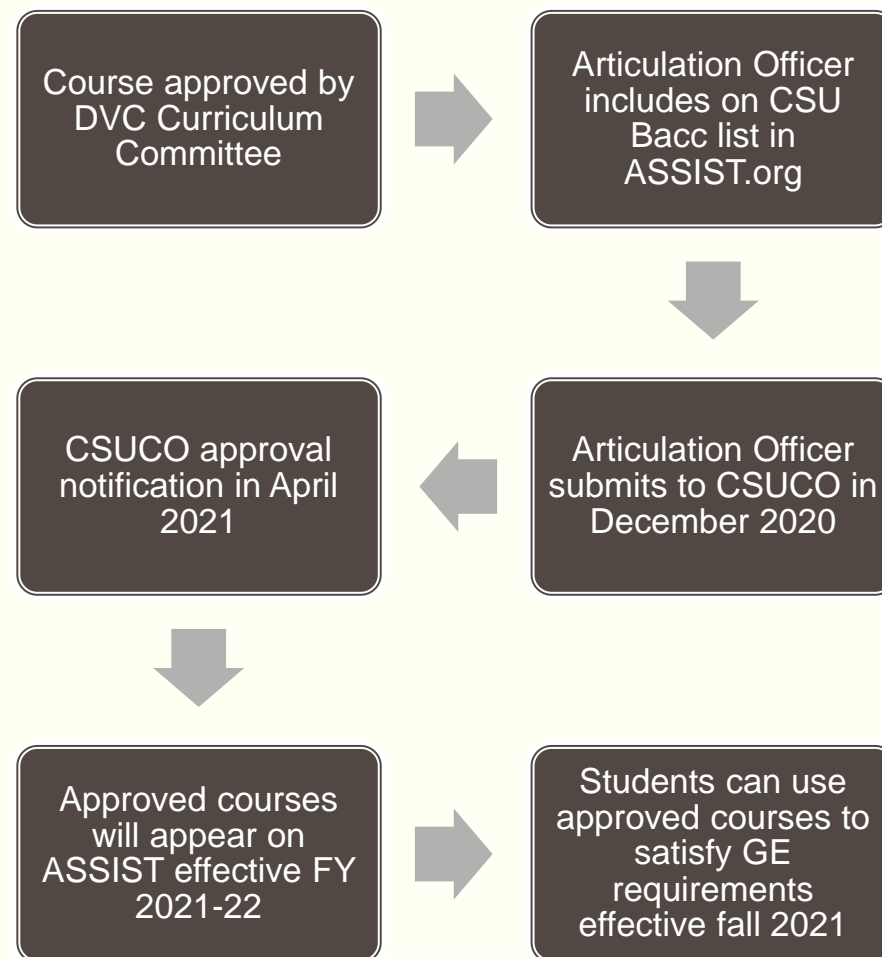 Course approved by
DVC Curriculum
Committee
Articulation Officer
includes on CSU
Bacc list in
ASSIST.org
Articulation Officer
submits to CSUCO in
December 2020
CSUCO approval
notification in April
2021
Approved courses
will appear on
ASSIST effective FY
2021-22
Students can use
approved courses to
satisfy GE
requirements
effective fall 2021